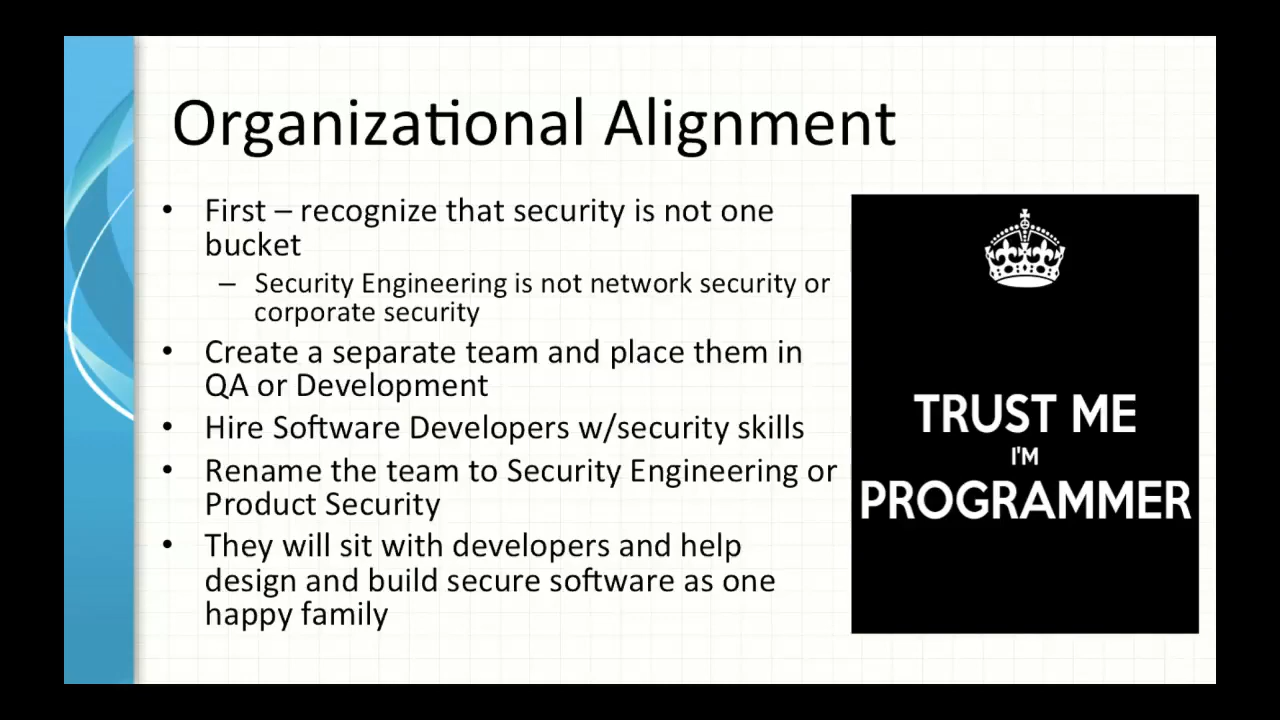 Organizational Alignment
• First – recognize that security is not one
bucket
– Security Engineering is not network security or
corporate security
• Create a separate team and place them in
QA or Development
• Hire Software Developers w/security skills
• Rename the team to Security Engineering or
Product Security
• They will sit with developers and help
design and build secure software as one
happy family
TRUST ME
I'M
PROGRAMMER